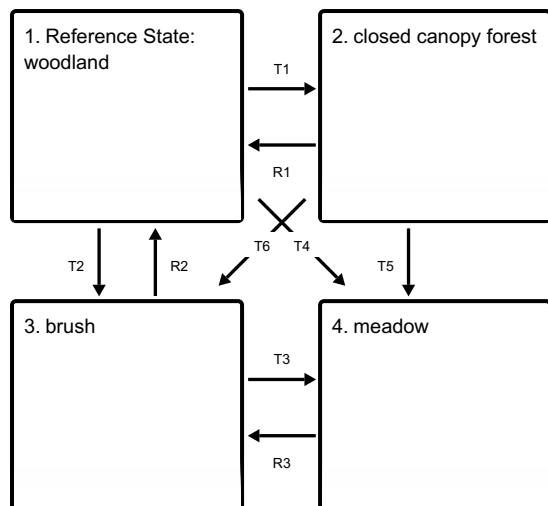 1. Reference State:
woodland
2. closed canopy forest
T1
R1
T6
T4
T2
R2
T5
3. brush
4. meadow
T3
R3